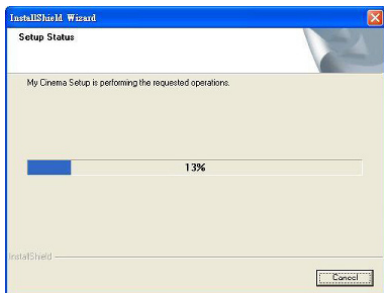 InstallShield Wizard
Setup Status
My Cinema Setup is performing the requested operations.
13%
InstallShield
Cancel